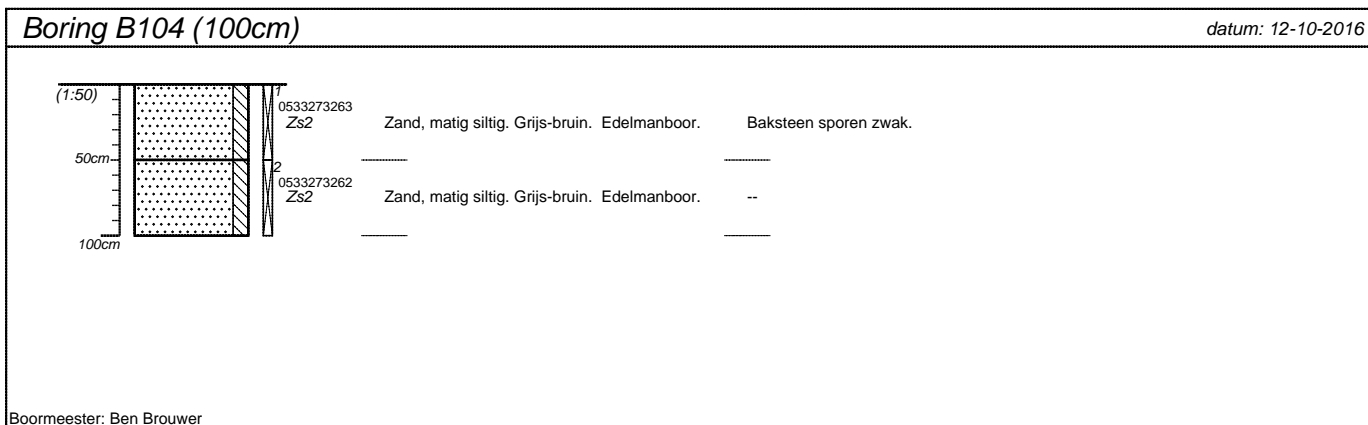 Boring B104 (100cm) datum: 12-10-2016
(1:50) 1
0533273263
Zs2 Zand, matig siltig. Grijs-bruin. Edelmanboor. Baksteen sporen zwak.
50cm
2
0533273262
Zs2 Zand, matig siltig. Grijs-bruin. Edelmanboor. --
100cm
Boormeester: Ben Brouwer